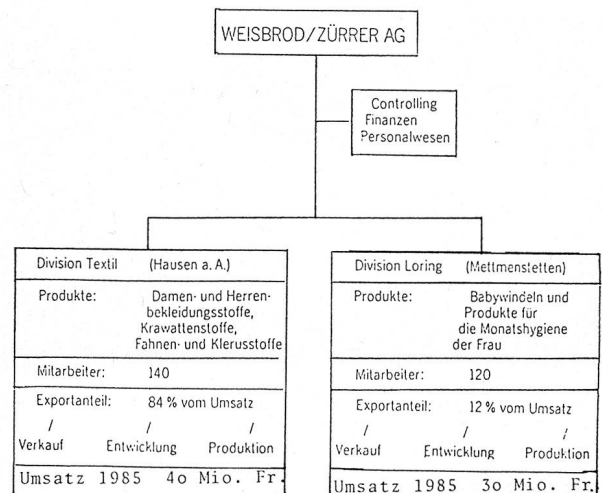 WEISBROD/ZÜRRER AG
Controlling
Finanzen
Personalwesen
Division Textil (Hausen a. A.)
Produkte: Damen- und Herren-
bekleidungsstoffe,
Krawattenstoffe,
Fahnen- und Klerusstoffe
Mitarbeiter: 140
Exportanteil: 84 % vom Umsatz
/ / /
Verkauf Entwicklung Produktion
Umsatz 1985 4o Mio. Fr.
Division Loring (Mettmenstetten)
Produkte: Babywindeln und
Produkte für
die Monatshygiene
der Frau
Mitarbeiter: 120
Exportanteil: 12 % vom Umsatz
/ / /
Verkauf Entwicklung Produktion
Umsatz 1985 3o Mio. Fr.